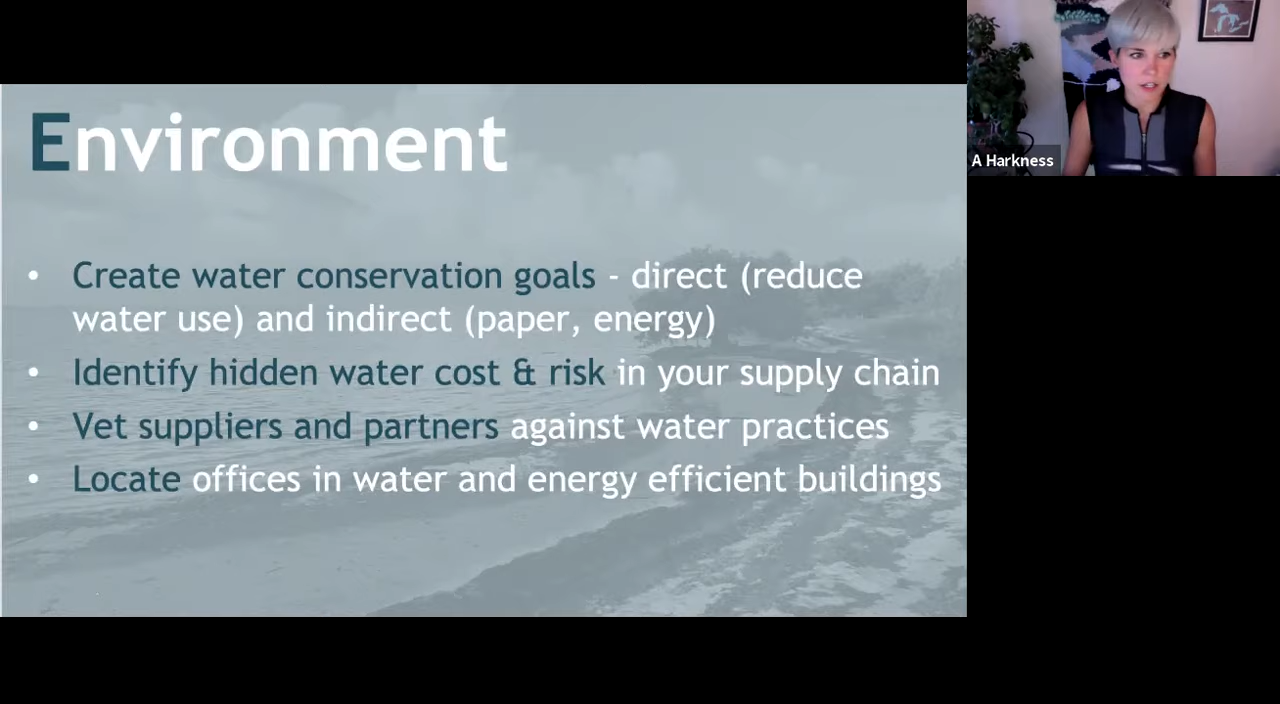 Environment
• Create water conservation goals - direct (reduce
water use) and indirect (paper, energy)
• Identify hidden water cost & risk in your supply chain
• Vet suppliers and partners against water practices
• Locate offices in water and energy efficient buildings
A Harkness